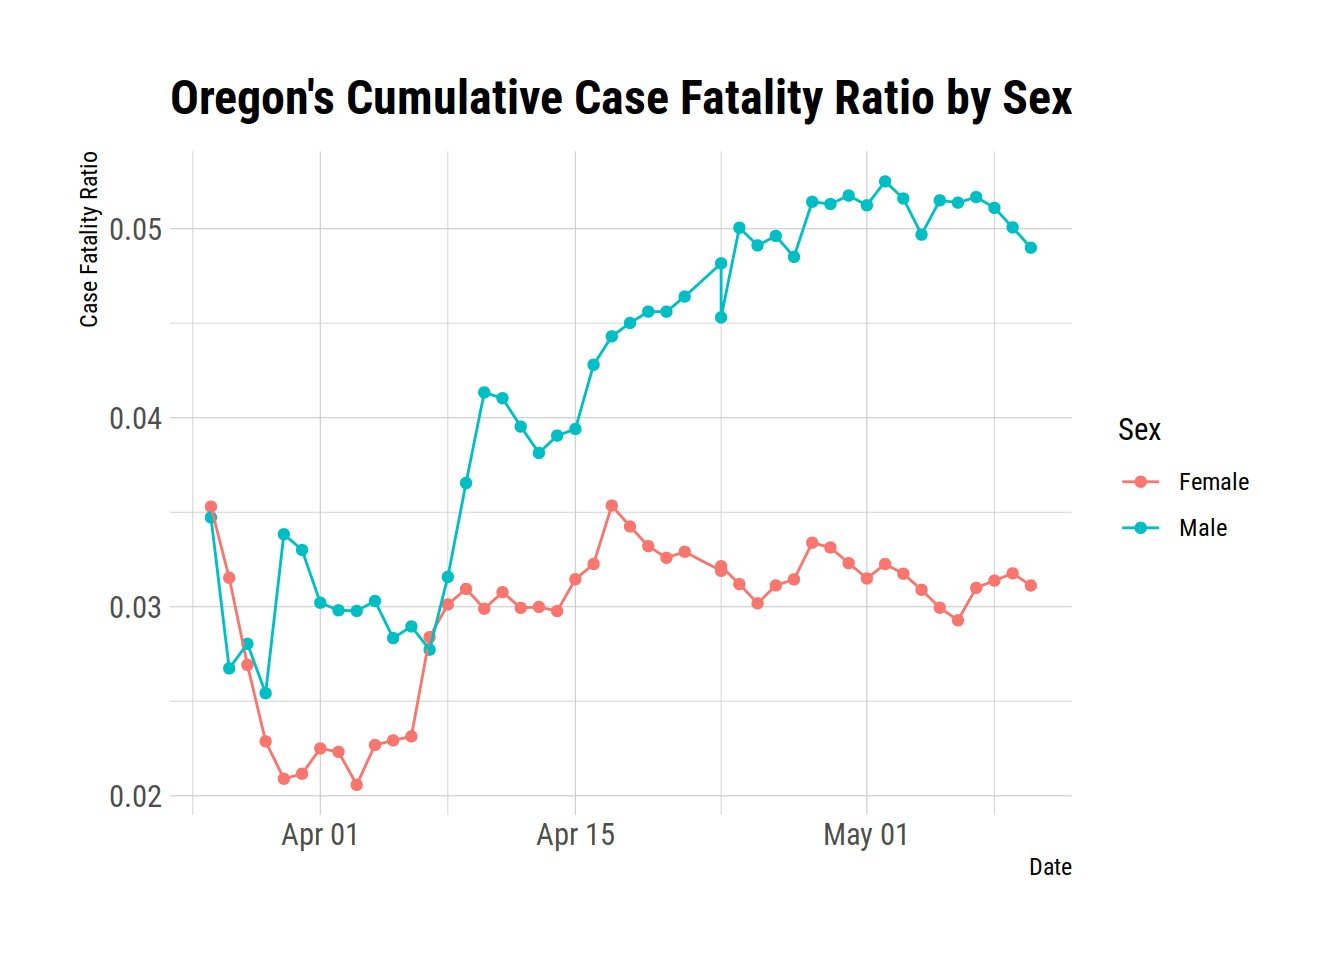 Oregon's Cumulative Case Fatality Ratio by Sex
Case Fatality Ratio
0.05
0.04
0.03
0.02
Apr 01
Apr 15
May 01
Date
Sex
Female
Male